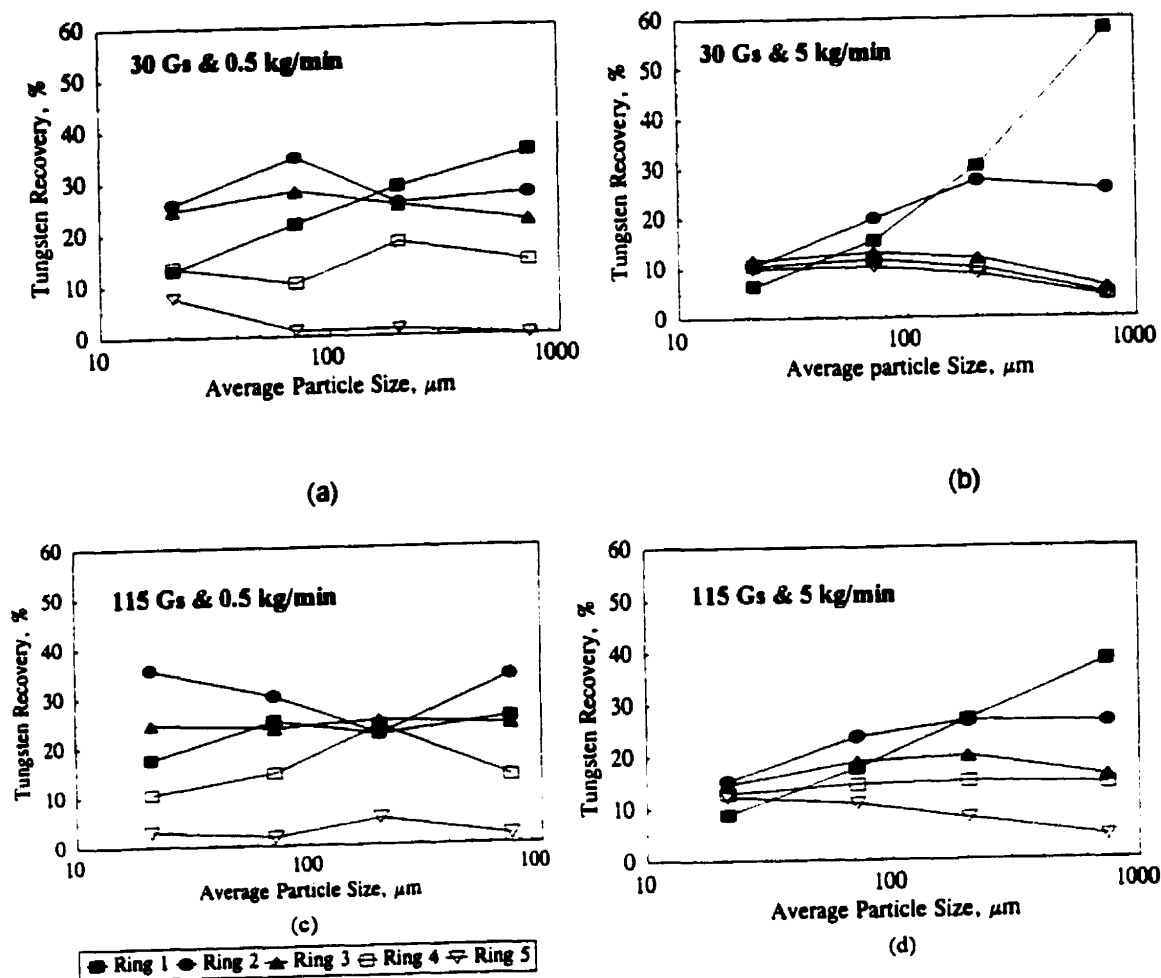 60
50
40
30
20
10
0
Tungsten Recovery, %
30 Gs & 0.5 kg/min
10 100 1000
Average Particle Size, μm
(a)
60
50
40
30
20
10
0
Tungsten Recovery, %
30 Gs & 5 kg/min
10 100 1000
Average particle Size, μm
(b)
60
50
40
30
20
10
0
Tungsten Recovery, %
115 Gs & 0.5 kg/min
10 100 100
Average Particle Size, μm
(c)
60
50
40
30
20
10
0
Tungsten Recovery, %
115 Gs & 5 kg/min
10 100 1000
Average Particle Size, μm
(d)
Ring 1 Ring 2 Ring 3 Ring 4 Ring 5